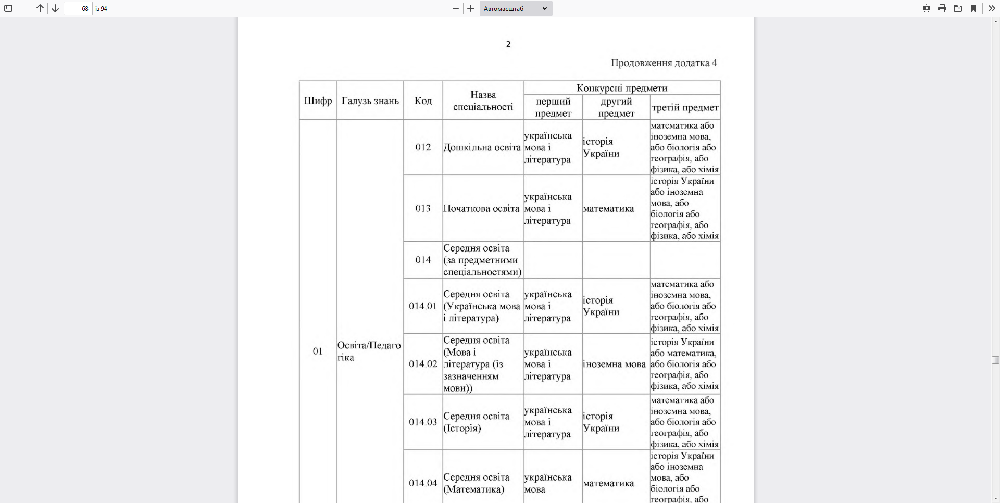 68 із 94
Автомасштаб
2
Продовження додатка 4
Шифр
Галузь знань
Код
Назва
спеціальності
Конкурсні предмети
перший
предмет
другий
предмет
третій предмет
01
Освіта/Педаго
гіка
012
Дошкільна освіта
українська
мова і
література
історія
України
математика або
іноземна мова,
або біологія або
географія, або
фізика, або хімія
013
Початкова освіта
українська
мова і
література
математика
історія України
або іноземна
мова, або
біологія або
географія, або
фізика, або хімія
014
Середня освіта
(за предметними
спеціальностями)
014.01
Середня освіта
(Українська мова
і література)
українська
мова і
література
історія
України
математика або
іноземна мова,
або біологія або
географія, або
фізика, або хімія
014.02
Середня освіта
(Мова і
література (із
зазначенням
мови))
українська
мова і
література
іноземна мова
історія України
або математика,
або біологія або
географія, або
фізика, або хімія
014.03
Середня освіта
(Історія)
українська
мова і
література
історія
України
математика або
іноземна мова,
або біологія або
географія, або
фізика, або хімія
014.04
Середня освіта
(Математика)
українська
мова
математика
історія України
або іноземна
мова, або
біологія або
географія, або